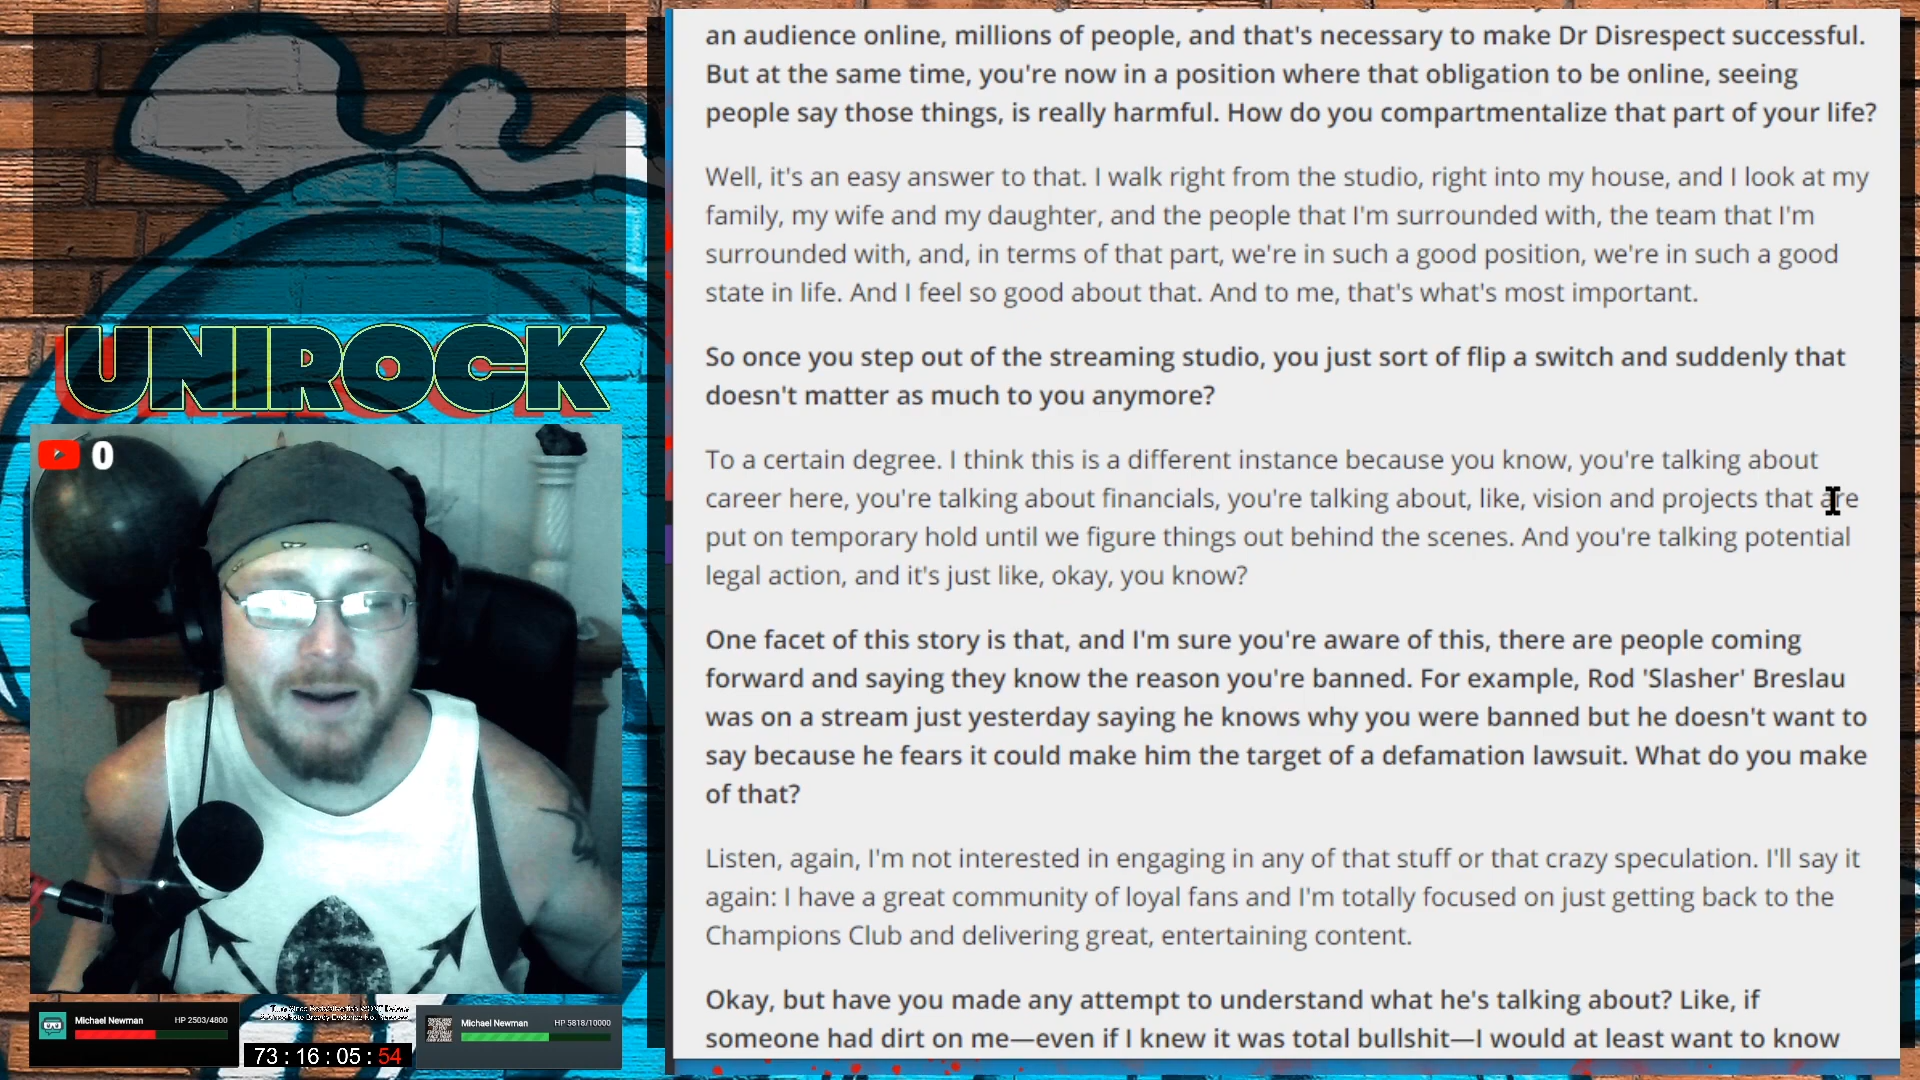 UNIROCK
0
Michael Newman
HP 2503/4800
73:16:05:54
Michael Newman
HP 5818/10000
an audience online, millions of people, and that's necessary to make Dr Disrespect successful.
But at the same time, you're now in a position where that obligation to be online, seeing
people say those things, is really harmful. How do you compartmentalize that part of your life?
Well, it's an easy answer to that. I walk right from the studio, right into my house, and I look at my
family, my wife and my daughter, and the people that I'm surrounded with, the team that I'm
surrounded with, and, in terms of that part, we're in such a good position, we're in such a good
state in life. And I feel so good about that. And to me, that's what's most important.
So once you step out of the streaming studio, you just sort of flip a switch and suddenly that
doesn't matter as much to you anymore?
To a certain degree. I think this is a different instance because you know, you're talking about
career here, you're talking about financials, you're talking about, like, vision and projects that are
put on temporary hold until we figure things out behind the scenes. And you're talking potential
legal action, and it's just like, okay, you know?
One facet of this story is that, and I'm sure you're aware of this, there are people coming
forward and saying they know the reason you're banned. For example, Rod 'Slasher' Breslau
was on a stream just yesterday saying he knows why you were banned but he doesn't want to
say because he fears it could make him the target of a defamation lawsuit. What do you make
of that?
Listen, again, I'm not interested in engaging in any of that stuff or that crazy speculation. I'll say it
again: I have a great community of loyal fans and I'm totally focused on just getting back to the
Champions Club and delivering great, entertaining content.
Okay, but have you made any attempt to understand what he's talking about? Like, if
someone had dirt on me—even if I knew it was total bullshit—I would at least want to know